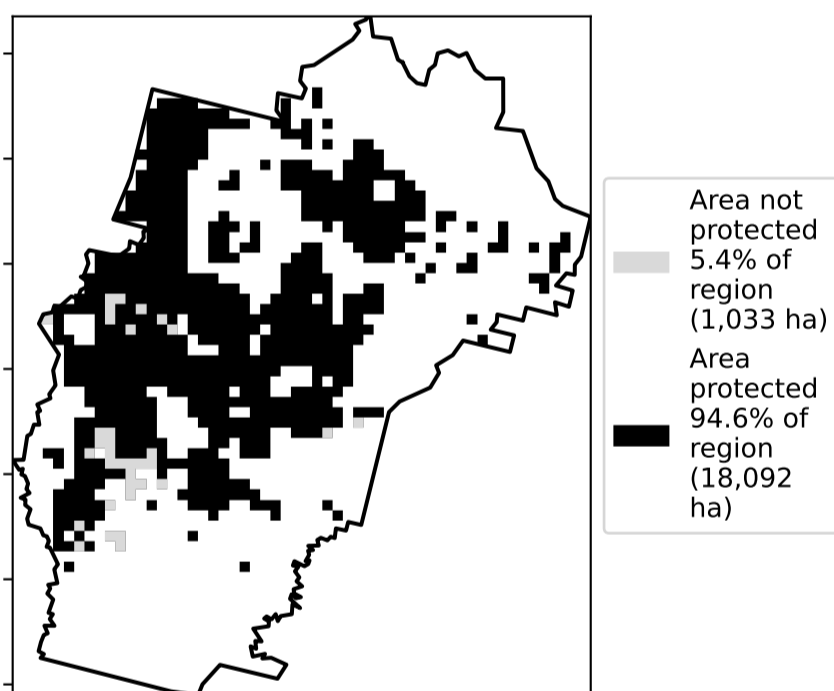 Area not
protected
5.4% of
region
(1,033 ha)
Area
protected
94.6% of
region
(18,092
ha)